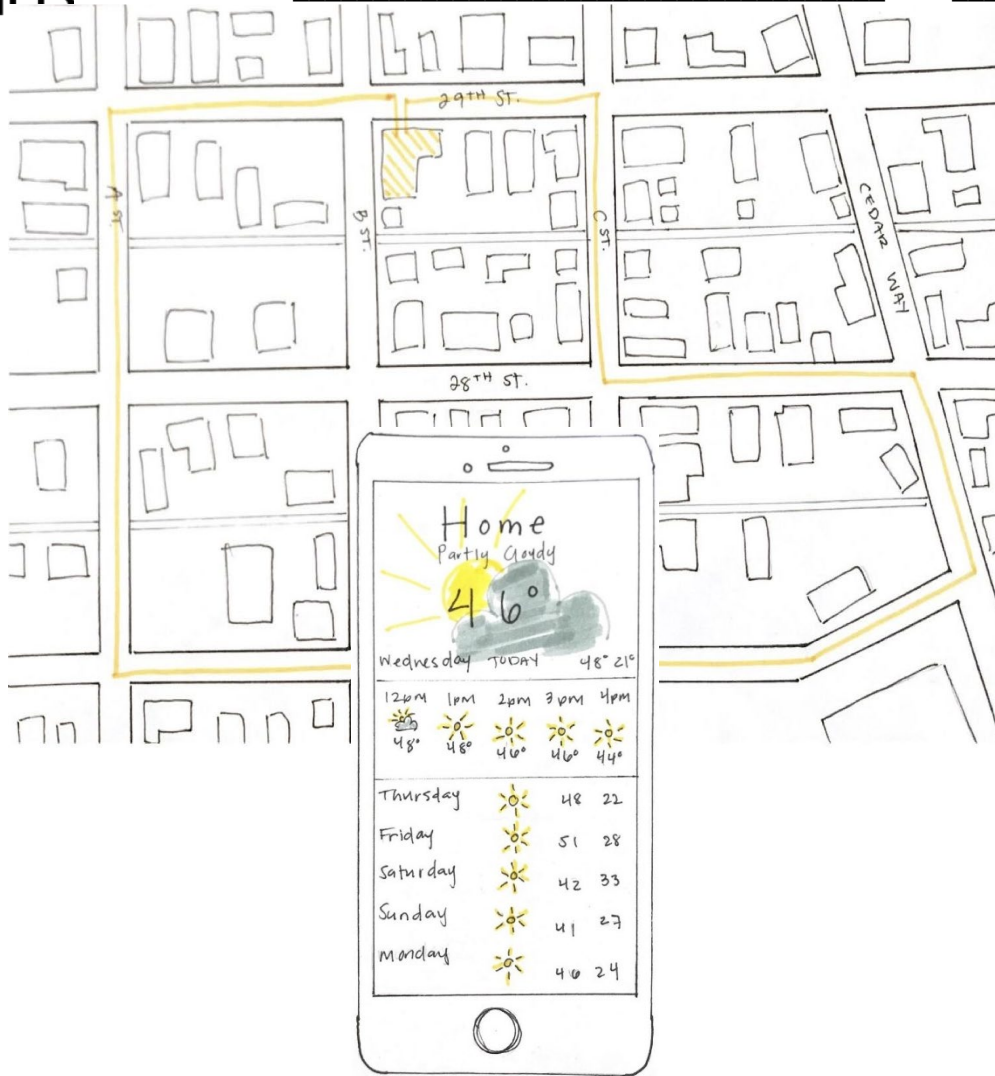 29TH ST.
A ST.
B ST.
C ST.
CEDAR WAY
28TH ST.
Home
Partly Cloudy
46°
Wednesday TODAY 48° 21°
12pm 1pm 2pm 3pm 4pm
48° 48° 46° 46° 44°
Thursday 48 22
Friday 51 28
Saturday 42 33
Sunday 41 27
Monday 46 24